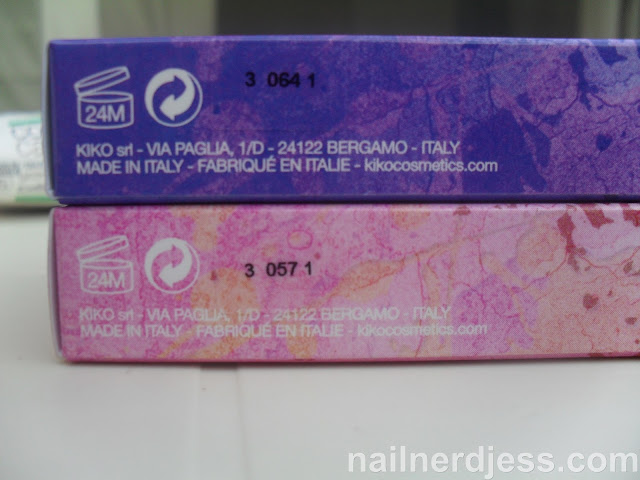 3 064 1
24M
KIKO srl - VIA PAGLIA, 1/D - 24122 BERGAMO - ITALY
MADE IN ITALY - FABRIQUÉ EN ITALIE - kikocosmetics.com
3 057 1
24M
KIKO srl - VIA PAGLIA, 1/D - 24122 BERGAMO - ITALY
MADE IN ITALY - FABRIQUÉ EN ITALIE - kikocosmetics.com
nailnerdjess.com